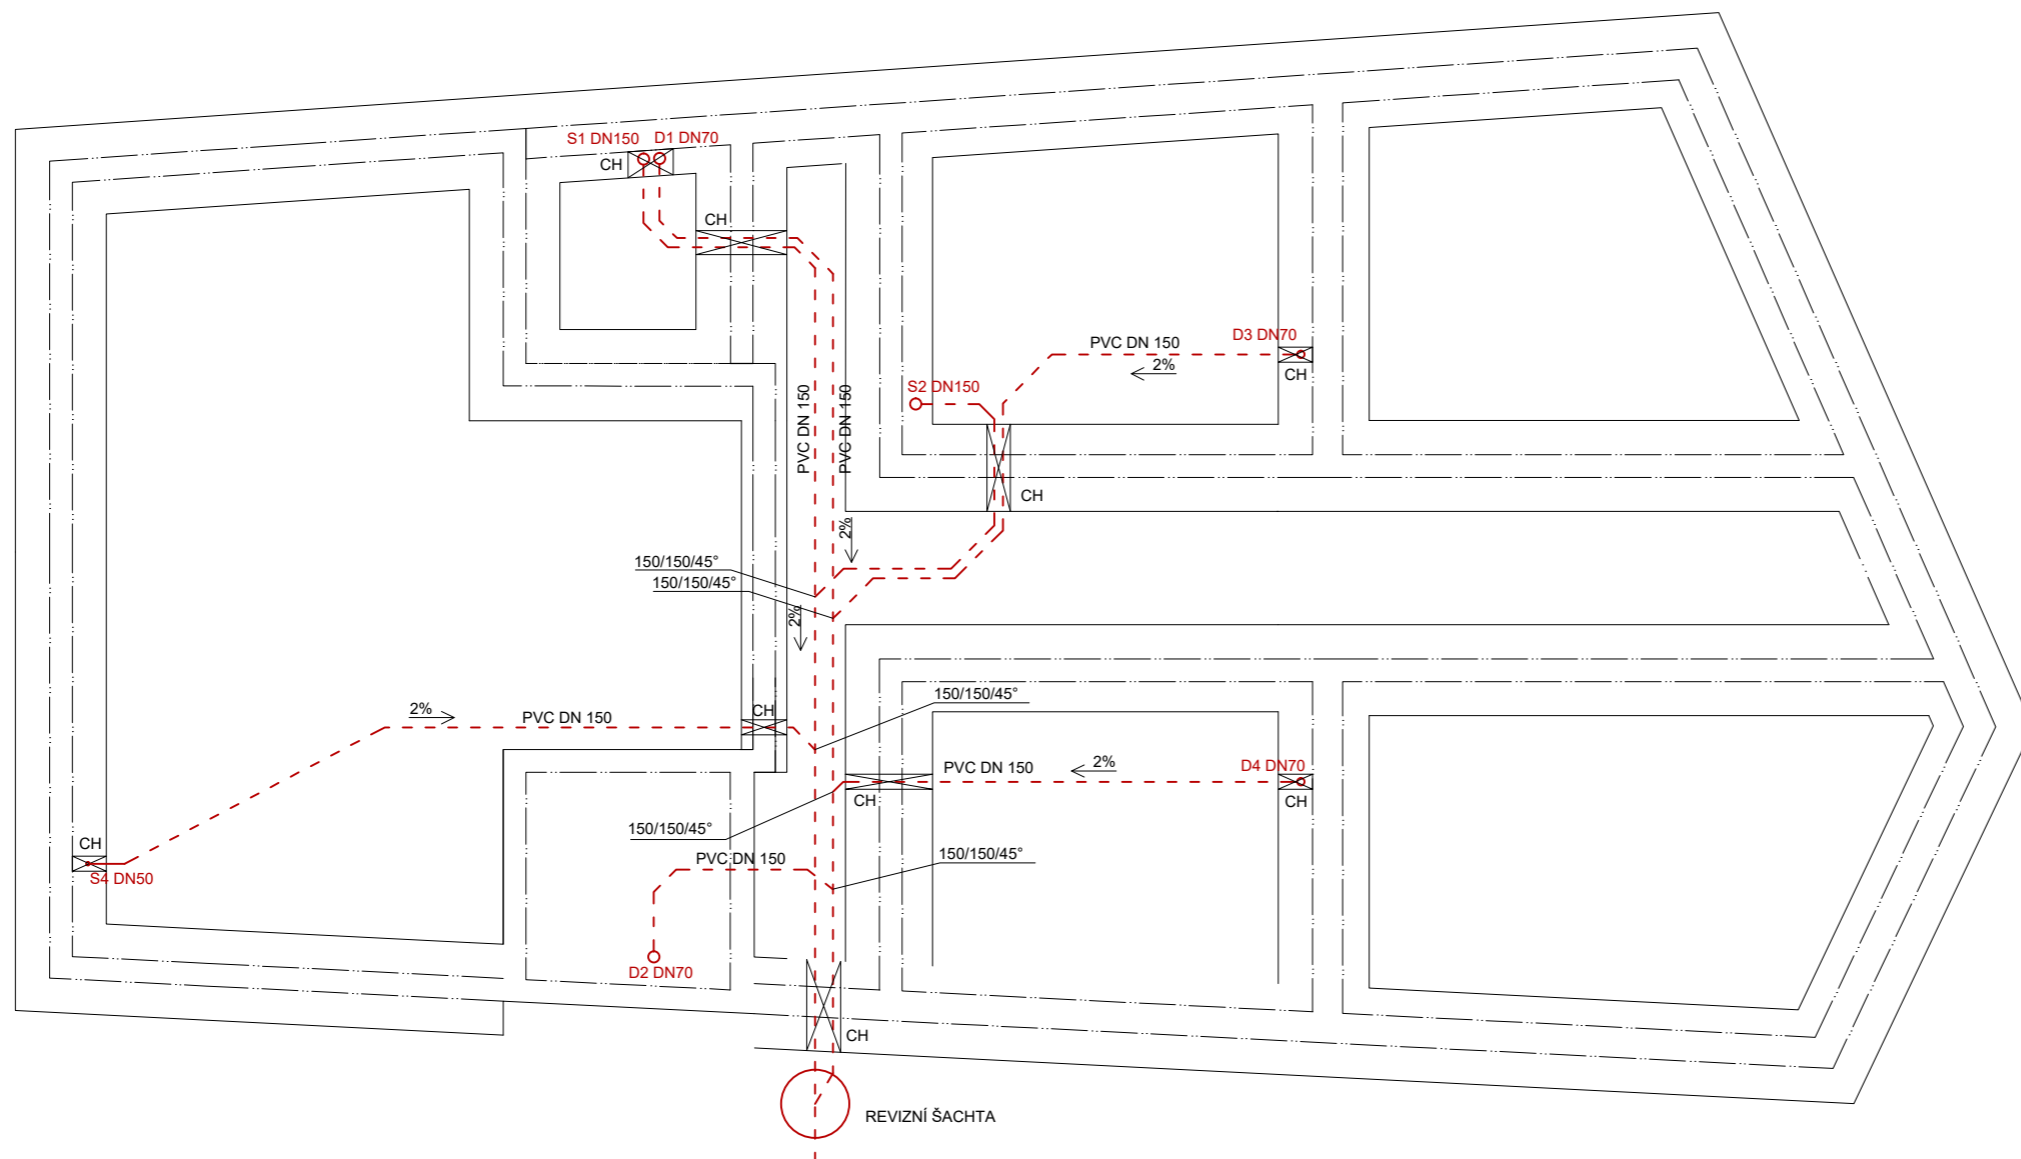 S1 DN150
D1 DN70
CH
CH
PVC DN 150
D3 DN70
2%
CH
S2 DN150
PVC DN 150
PVC DN 150
CH
2%
150/150/45°
150/150/45°
2%
150/150/45°
2%
PVC DN 150
CH
PVC DN 150
2%
D4 DN70
CH
CH
150/150/45°
CH
S4 DN50
PVC DN 150
150/150/45°
D2 DN70
CH
REVIZNÍ ŠACHTA